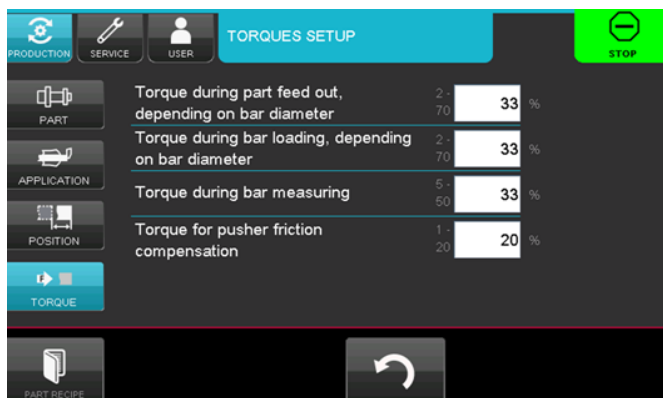 PRODUCTION
SERVICE
USER
TORQUES SETUP
STOP
PART
APPLICATION
POSITION
TORQUE
Torque during part feed out,
depending on bar diameter
2 -
70
33 %
Torque during bar loading, depending
on bar diameter
2 -
70
33 %
Torque during bar measuring
5 -
50
33 %
Torque for pusher friction
compensation
1 -
20
20 %
PART RECIPE